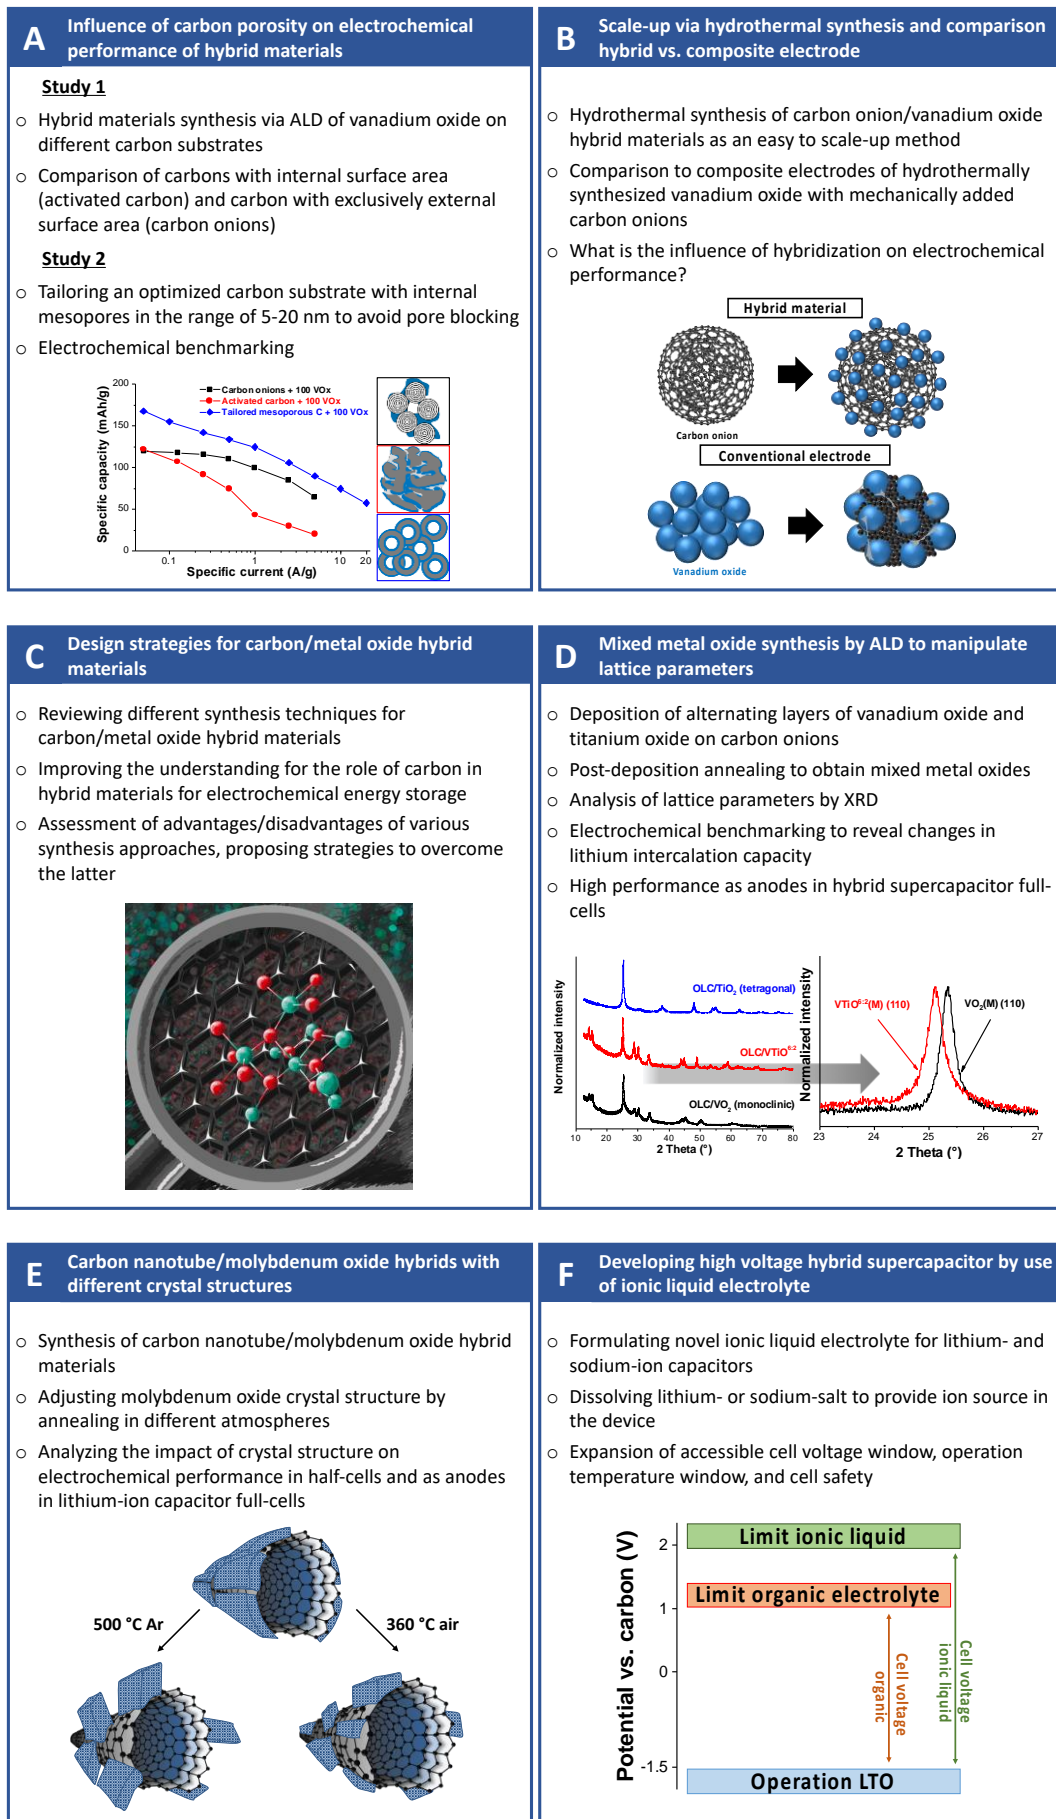 A
Influence of carbon porosity on electrochemical
performance of hybrid materials
Study 1
○ Hybrid materials synthesis via ALD of vanadium oxide on
different carbon substrates
○ Comparison of carbons with internal surface area
(activated carbon) and carbon with exclusively external
surface area (carbon onions)
Study 2
○ Tailoring an optimized carbon substrate with internal
mesopores in the range of 5-20 nm to avoid pore blocking
○ Electrochemical benchmarking
Specific capacity (mAh/g)
200
150
100
50
0
Carbon onions + 100 VOx
Activated carbon + 100 VOx
Tailored mesoporous C + 100 VOx
0.1 1 10 20
Specific current (A/g)
B
Scale-up via hydrothermal synthesis and comparison
hybrid vs. composite electrode
○ Hydrothermal synthesis of carbon onion/vanadium oxide
hybrid materials as an easy to scale-up method
○ Comparison to composite electrodes of hydrothermally
synthesized vanadium oxide with mechanically added
carbon onions
○ What is the influence of hybridization on electrochemical
performance?
Hybrid material
Carbon onion
Conventional electrode
Vanadium oxide
C
Design strategies for carbon/metal oxide hybrid
materials
○ Reviewing different synthesis techniques for
carbon/metal oxide hybrid materials
○ Improving the understanding for the role of carbon in
hybrid materials for electrochemical energy storage
○ Assessment of advantages/disadvantages of various
synthesis approaches, proposing strategies to overcome
the latter
D
Mixed metal oxide synthesis by ALD to manipulate
lattice parameters
○ Deposition of alternating layers of vanadium oxide and
titanium oxide on carbon onions
○ Post-deposition annealing to obtain mixed metal oxides
○ Analysis of lattice parameters by XRD
○ Electrochemical benchmarking to reveal changes in
lithium intercalation capacity
○ High performance as anodes in hybrid supercapacitor full-
cells
Normalized intensity
OLC/TiO₂ (tetragonal)
OLC/VTiO⁶:²
OLC/VO₂ (monoclinic)
10 20 30 40 50 60 70 80
2 Theta (°)
Normalized intensity
VTiO⁶:²(M) (110)
VO₂(M) (110)
23 24 25 26 27
2 Theta (°)
E
Carbon nanotube/molybdenum oxide hybrids with
different crystal structures
○ Synthesis of carbon nanotube/molybdenum oxide hybrid
materials
○ Adjusting molybdenum oxide crystal structure by
annealing in different atmospheres
○ Analyzing the impact of crystal structure on
electrochemical performance in half-cells and as anodes
in lithium-ion capacitor full-cells
500 °C Ar
360 °C air
F
Developing high voltage hybrid supercapacitor by use
of ionic liquid electrolyte
○ Formulating novel ionic liquid electrolyte for lithium- and
sodium-ion capacitors
○ Dissolving lithium- or sodium-salt to provide ion source in
the device
○ Expansion of accessible cell voltage window, operation
temperature window, and cell safety
Potential vs. carbon (V)
2
1
0
-1.5
Limit ionic liquid
Limit organic electrolyte
Cell voltage
organic
Cell voltage
ionic liquid
Operation LTO